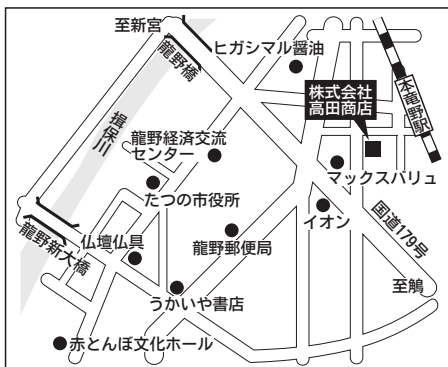 至新宮
龍野橋
ヒガシマル醤油
株式会社
高田商店
本竜野駅
揖保川
龍野経済交流
センター
マックスバリュ
たつの市役所
イオン
国道179号
龍野新大橋
仏壇仏具
龍野郵便局
至鵤
うかいや書店
赤とんぼ文化ホール